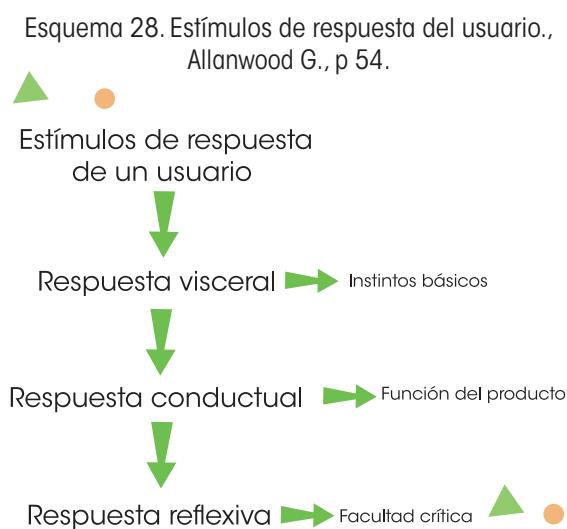 Esquema 28. Estímulos de respuesta del usuario.,
Allanwood G., p 54.
Estímulos de respuesta
de un usuario
Respuesta visceral
Instintos básicos
Respuesta conductual
Función del producto
Respuesta reflexiva
Facultad crítica